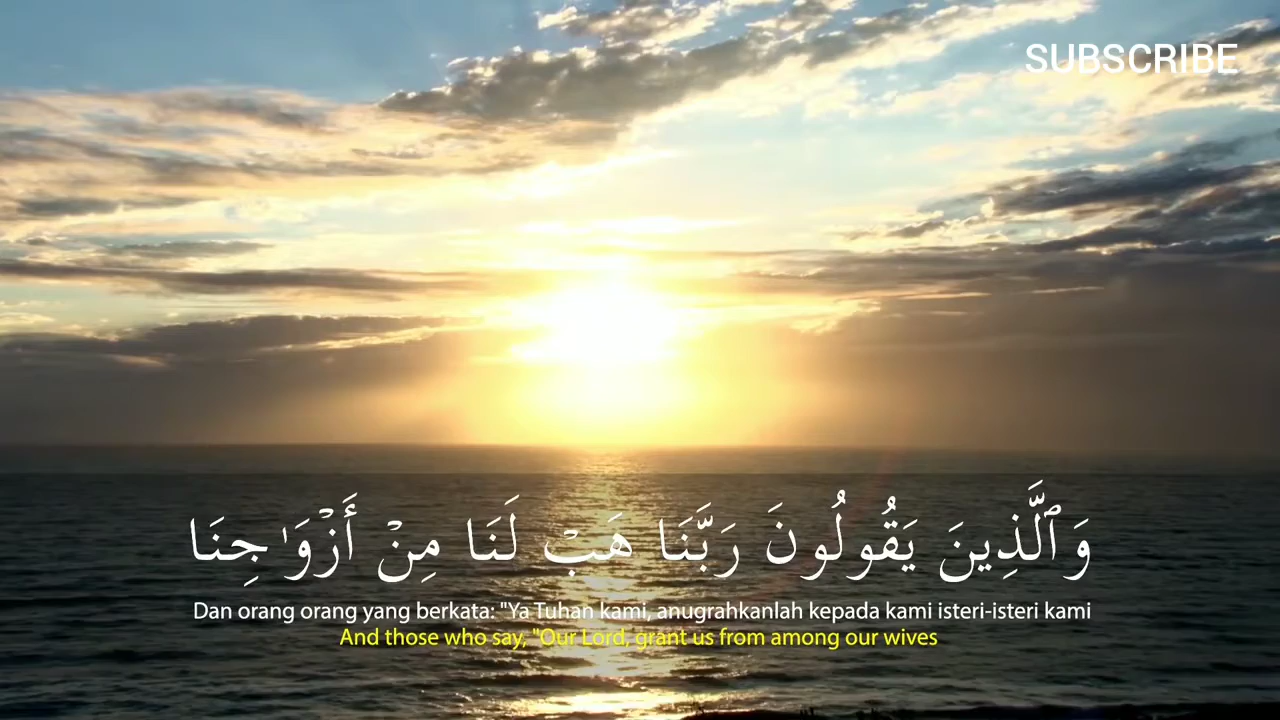 SUBSCRIBE
وَٱلَّذِينَ يَقُولُونَ رَبَّنَا هَبْ لَنَا مِنْ أَزْوَٰجِنَا
Dan orang orang yang berkata: "Ya Tuhan kami, anugrahkanlah kepada kami isteri-isteri kami
And those who say, "Our Lord, grant us from among our wives